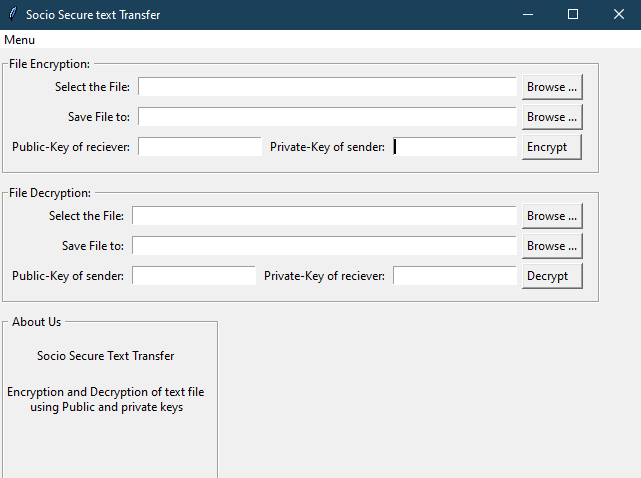 Socio Secure text Transfer
Menu
File Encryption:
Select the File: Browse ...
Save File to: Browse ...
Public-Key of reciever: Private-Key of sender: Encrypt
File Decryption:
Select the File: Browse ...
Save File to: Browse ...
Public-Key of sender: Private-Key of reciever: Decrypt
About Us
Socio Secure Text Transfer
Encryption and Decryption of text file
using Public and private keys